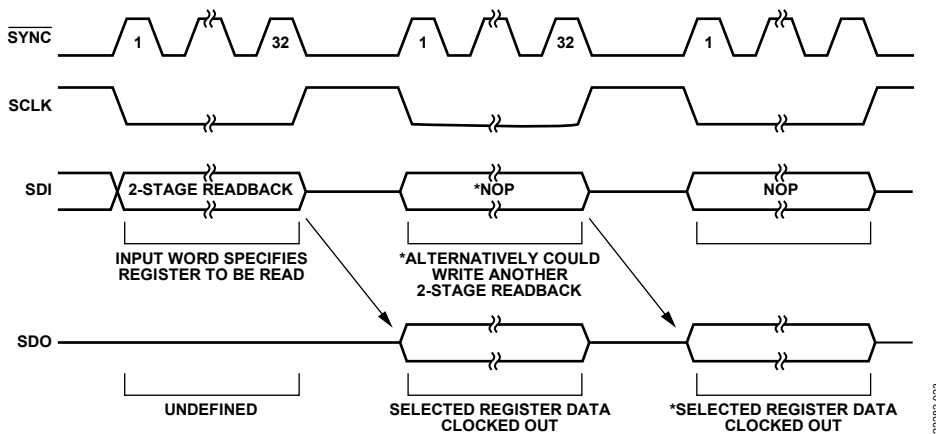 SYNC
1
32
1
32
1
SCLK
SDI
2-STAGE READBACK
*NOP
NOP
INPUT WORD SPECIFIES
REGISTER TO BE READ
*ALTERNATIVELY COULD
WRITE ANOTHER
2-STAGE READBACK
SDO
UNDEFINED
SELECTED REGISTER DATA
CLOCKED OUT
*SELECTED REGISTER DATA
CLOCKED OUT